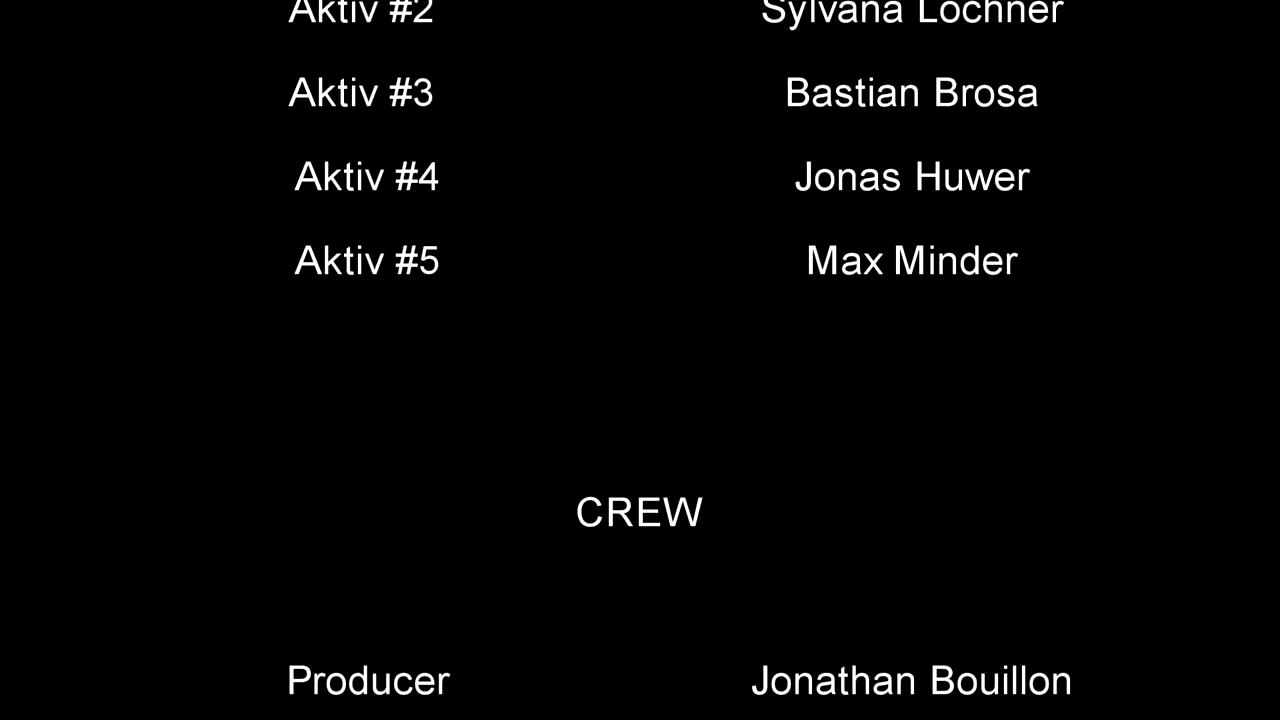 Aktiv #2 Sylvana Lochner
Aktiv #3 Bastian Brosa
Aktiv #4 Jonas Huwer
Aktiv #5 Max Minder
CREW
Producer Jonathan Bouillon